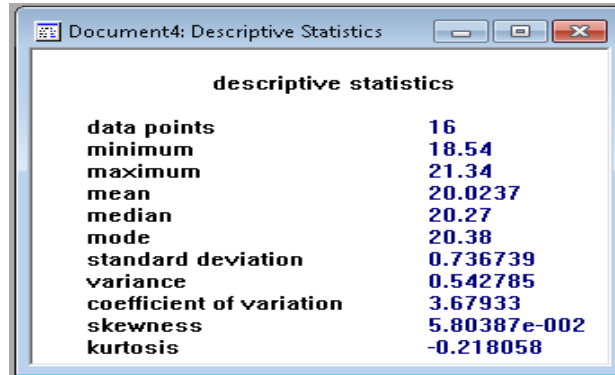 Document4: Descriptive Statistics
descriptive statistics
data points 16
minimum 18.54
maximum 21.34
mean 20.0237
median 20.27
mode 20.38
standard deviation 0.736739
variance 0.542785
coefficient of variation 3.67933
skewness 5.80387e-002
kurtosis -0.218058